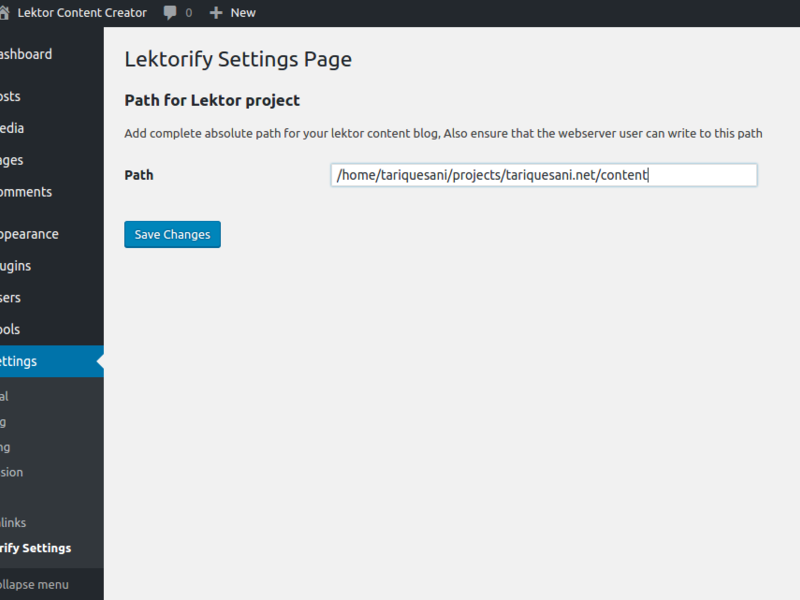 Lektor Content Creator 0 New
ashboard
osts
edia
ages
omments
ppearance
ugins
sers
ools
ettings
al
g
ng
sion
links
rify Settings
ollapse menu
Lektorify Settings Page
Path for Lektor project
Add complete absolute path for your lektor content blog, Also ensure that the webserver user can write to this path
Path /home/tariquesani/projects/tariquesani.net/content
Save Changes